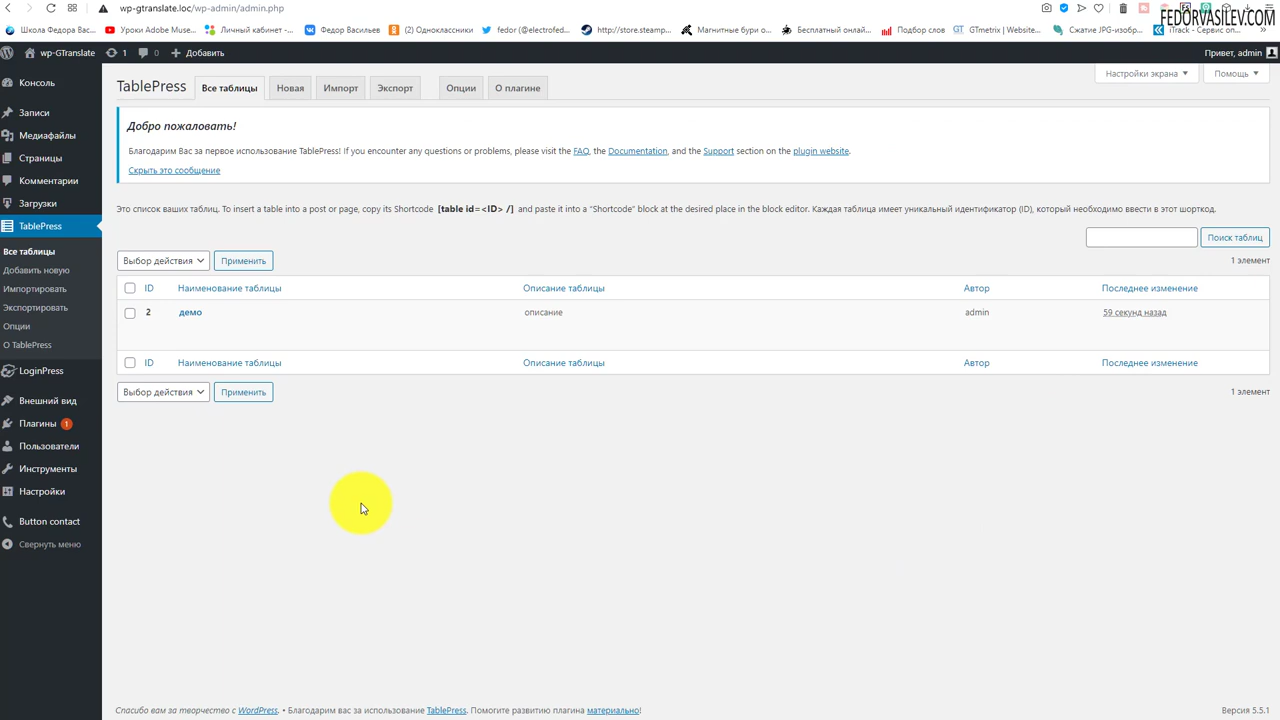 wp-gtranslate.loc/wp-admin/admin.php
FEDORVASILEV.COM
Школа Федора Вас... Уроки Adobe Muse... Личный кабинет -... Федор Васильев (2) Одноклассники fedor (@electrofed... http://store.steamp... Магнитные бури о... Бесплатный онлай... Подбор слов GTmetrix | Website... Сжатие JPG-изобр... iTrack - Сервис оп...
wp-GTranslate 1 0 Добавить Привет, admin
Консоль
Записи
Медиафайлы
Страницы
Комментарии
Загрузки
TablePress
Все таблицы
Добавить новую
Импортировать
Экспортировать
Опции
О TablePress
LoginPress
Внешний вид
Плагины 1
Пользователи
Инструменты
Настройки
Button contact
Свернуть меню
Настройки экрана Помощь
TablePress Все таблицы Новая Импорт Экспорт Опции О плагине
Добро пожаловать!
Благодарим Вас за первое использование TablePress! If you encounter any questions or problems, please visit the FAQ, the Documentation, and the Support section on the plugin website.
Скрыть это сообщение
Это список ваших таблиц. To insert a table into a post or page, copy its Shortcode [table id=<ID> /] and paste it into a “Shortcode” block at the desired place in the block editor. Каждая таблица имеет уникальный идентификатор (ID), который необходимо ввести в этот шорткод.
Поиск таблиц
Выбор действия Применить 1 элемент
ID Наименование таблицы Описание таблицы Автор Последнее изменение
2 демо описание admin 59 секунд назад
ID Наименование таблицы Описание таблицы Автор Последнее изменение
Выбор действия Применить 1 элемент
Спасибо вам за творчество с WordPress. • Благодарим вас за использование TablePress. Помогите развитию плагина материально! Версия 5.5.1